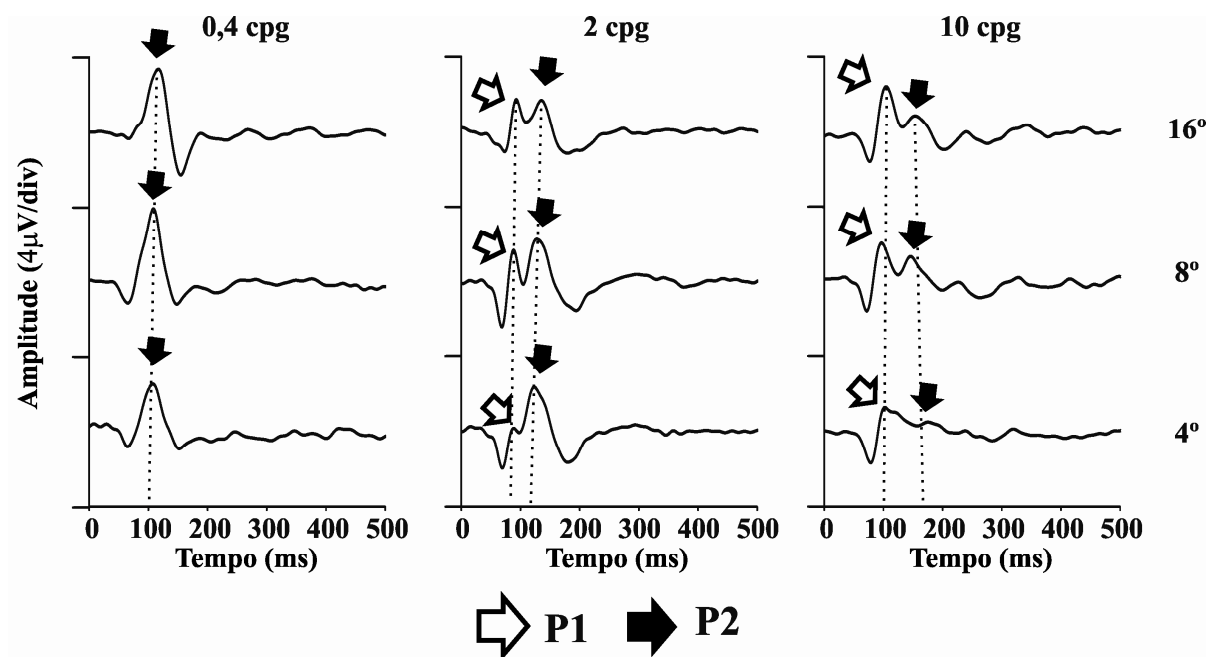 0,4 cpg
2 cpg
10 cpg
Amplitude (4μV/div)
16º
8º
4º
0 100 200 300 400 500
0 100 200 300 400 500
0 100 200 300 400 500
Tempo (ms)
Tempo (ms)
Tempo (ms)
P1
P2